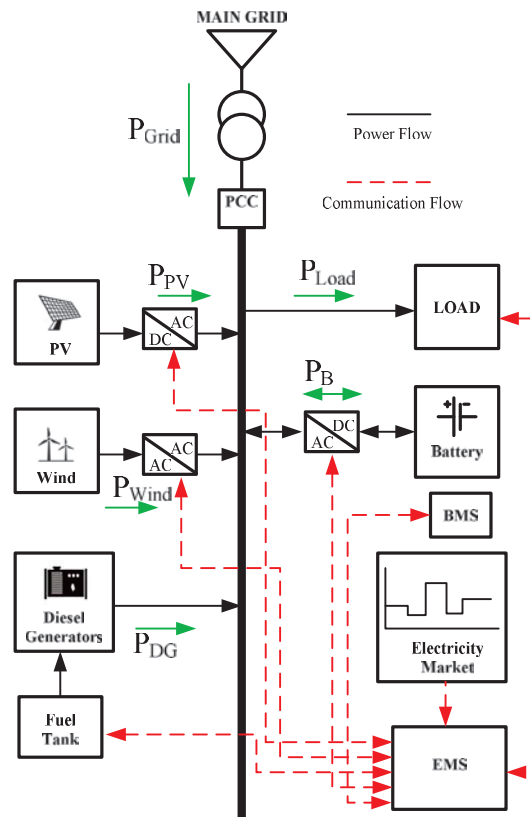 MAIN GRID
P_Grid
Power Flow
Communication Flow
PCC
P_PV
P_Load
PV
DC
AC
LOAD
P_B
Wind
AC
AC
AC
DC
Battery
P_Wind
BMS
Diesel
Generators
P_DG
Electricity
Market
Fuel
Tank
EMS